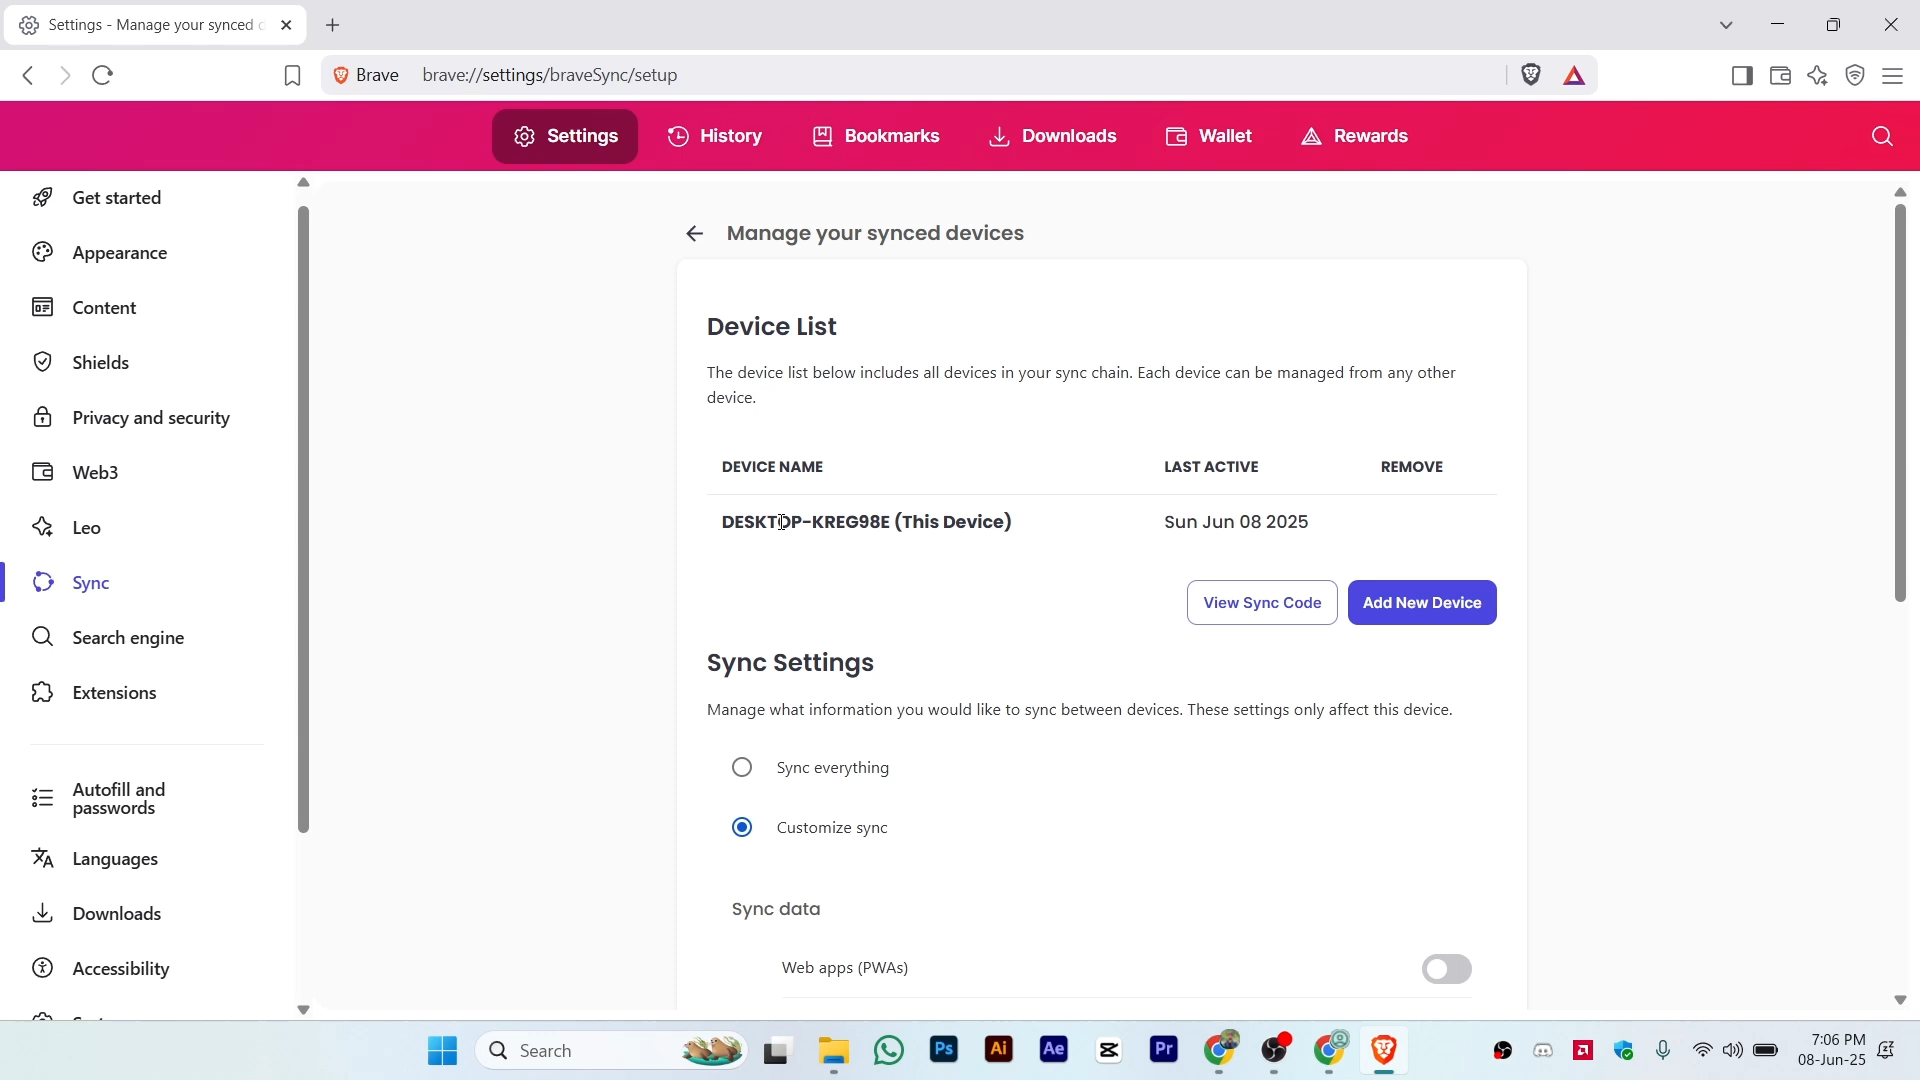 Settings - Manage your synced d
Brave
brave://settings/braveSync/setup
Settings
History
Bookmarks
Downloads
Wallet
Rewards
Get started
Appearance
Content
Shields
Privacy and security
Web3
Leo
Sync
Search engine
Extensions
Autofill and
passwords
Languages
Downloads
Accessibility
Manage your synced devices
Device List
The device list below includes all devices in your sync chain. Each device can be managed from any other
device.
DEVICE NAME LAST ACTIVE REMOVE
DESKTOP-KREG98E (This Device) Sun Jun 08 2025
View Sync Code Add New Device
Sync Settings
Manage what information you would like to sync between devices. These settings only affect this device.
Sync everything
Customize sync
Sync data
Web apps (PWAs)
Search
Ps
Ai
Ae
Pr
7:06 PM
08-Jun-25